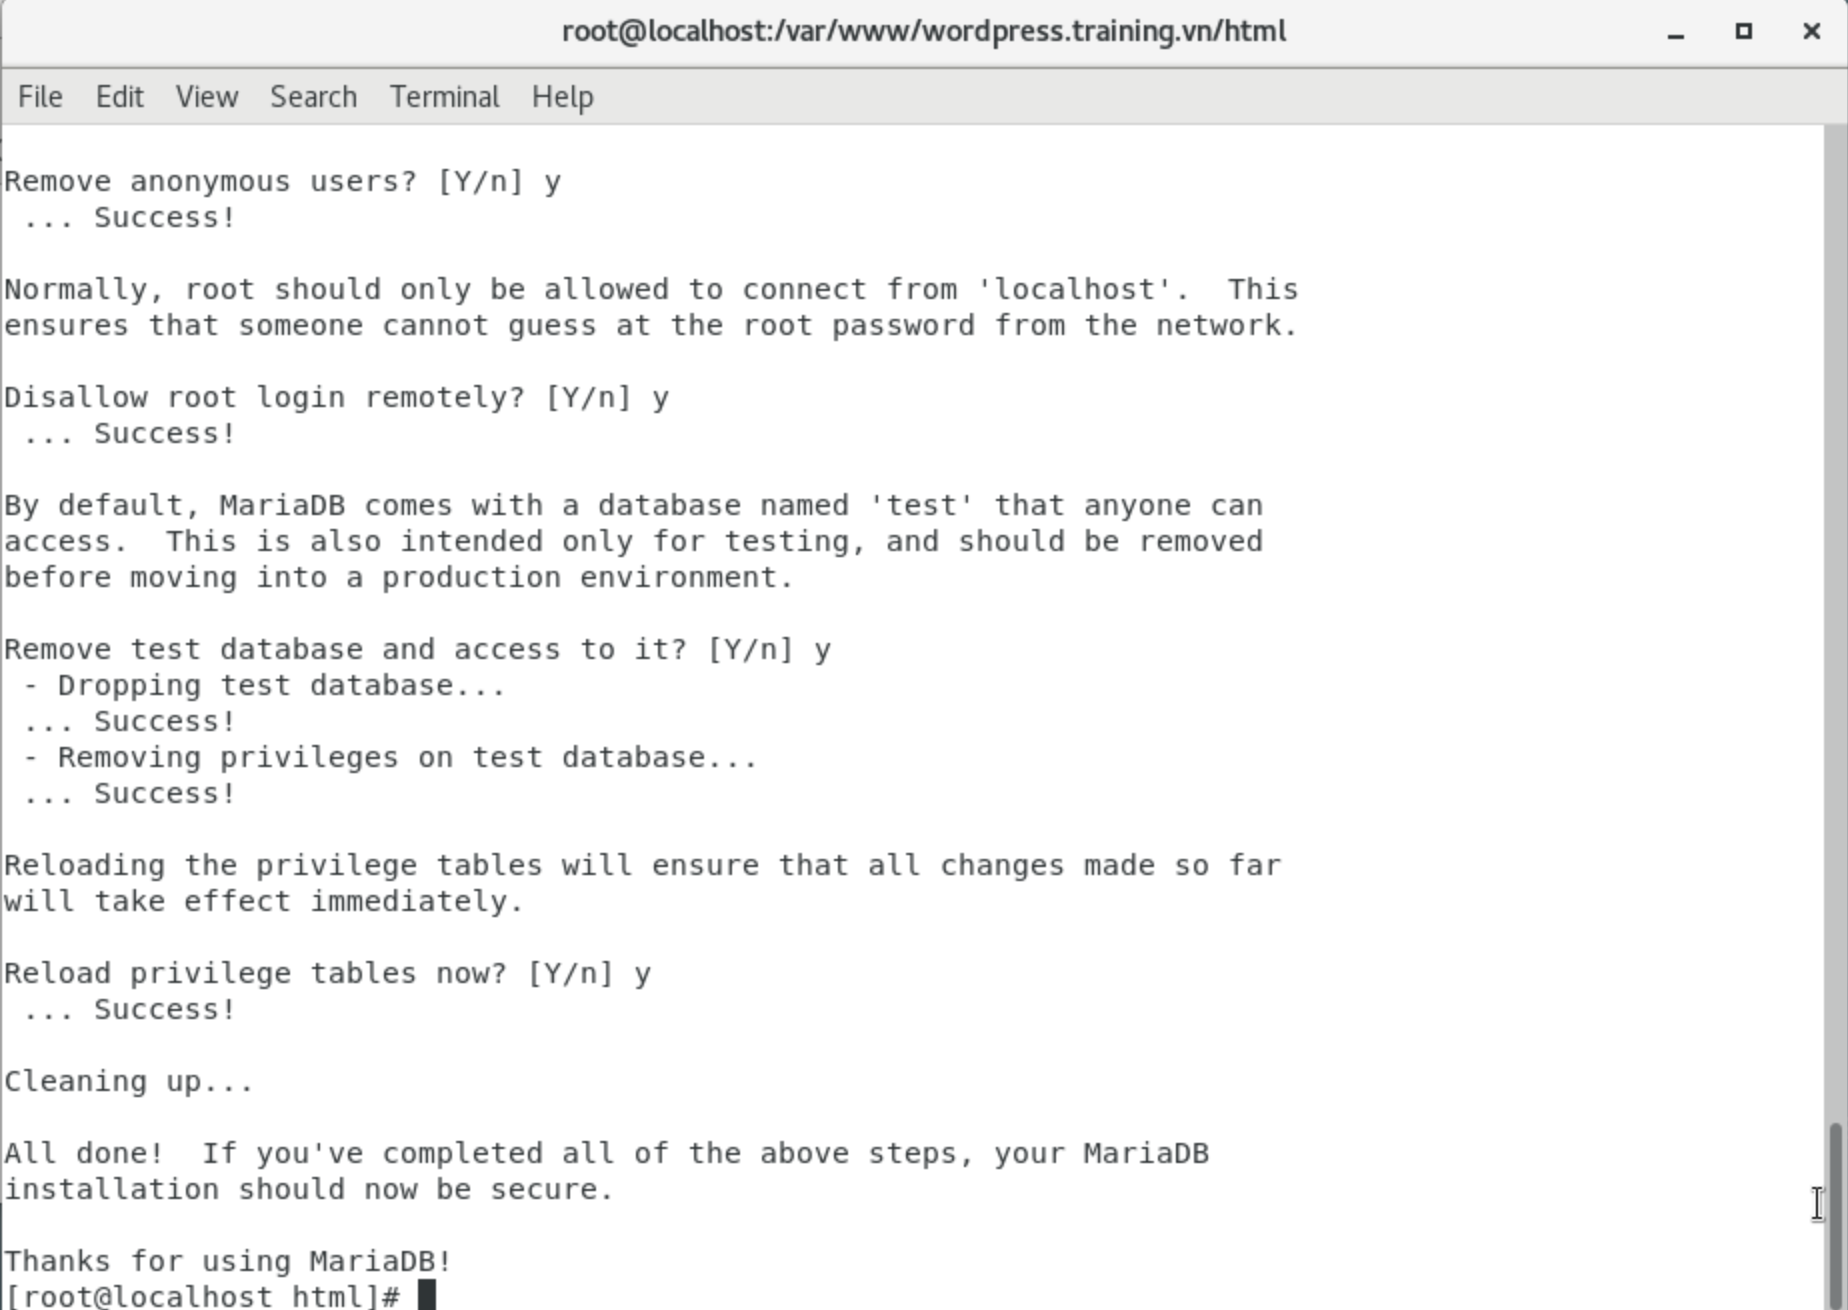 root@localhost:/var/www/wordpress.training.vn/html
File Edit View Search Terminal Help
Remove anonymous users? [Y/n] y
 ... Success!
Normally, root should only be allowed to connect from 'localhost'.  This
ensures that someone cannot guess at the root password from the network.
Disallow root login remotely? [Y/n] y
 ... Success!
By default, MariaDB comes with a database named 'test' that anyone can
access.  This is also intended only for testing, and should be removed
before moving into a production environment.
Remove test database and access to it? [Y/n] y
 - Dropping test database...
 ... Success!
 - Removing privileges on test database...
 ... Success!
Reloading the privilege tables will ensure that all changes made so far
will take effect immediately.
Reload privilege tables now? [Y/n] y
 ... Success!
Cleaning up...
All done!  If you've completed all of the above steps, your MariaDB
installation should now be secure.
Thanks for using MariaDB!
[root@localhost html]#